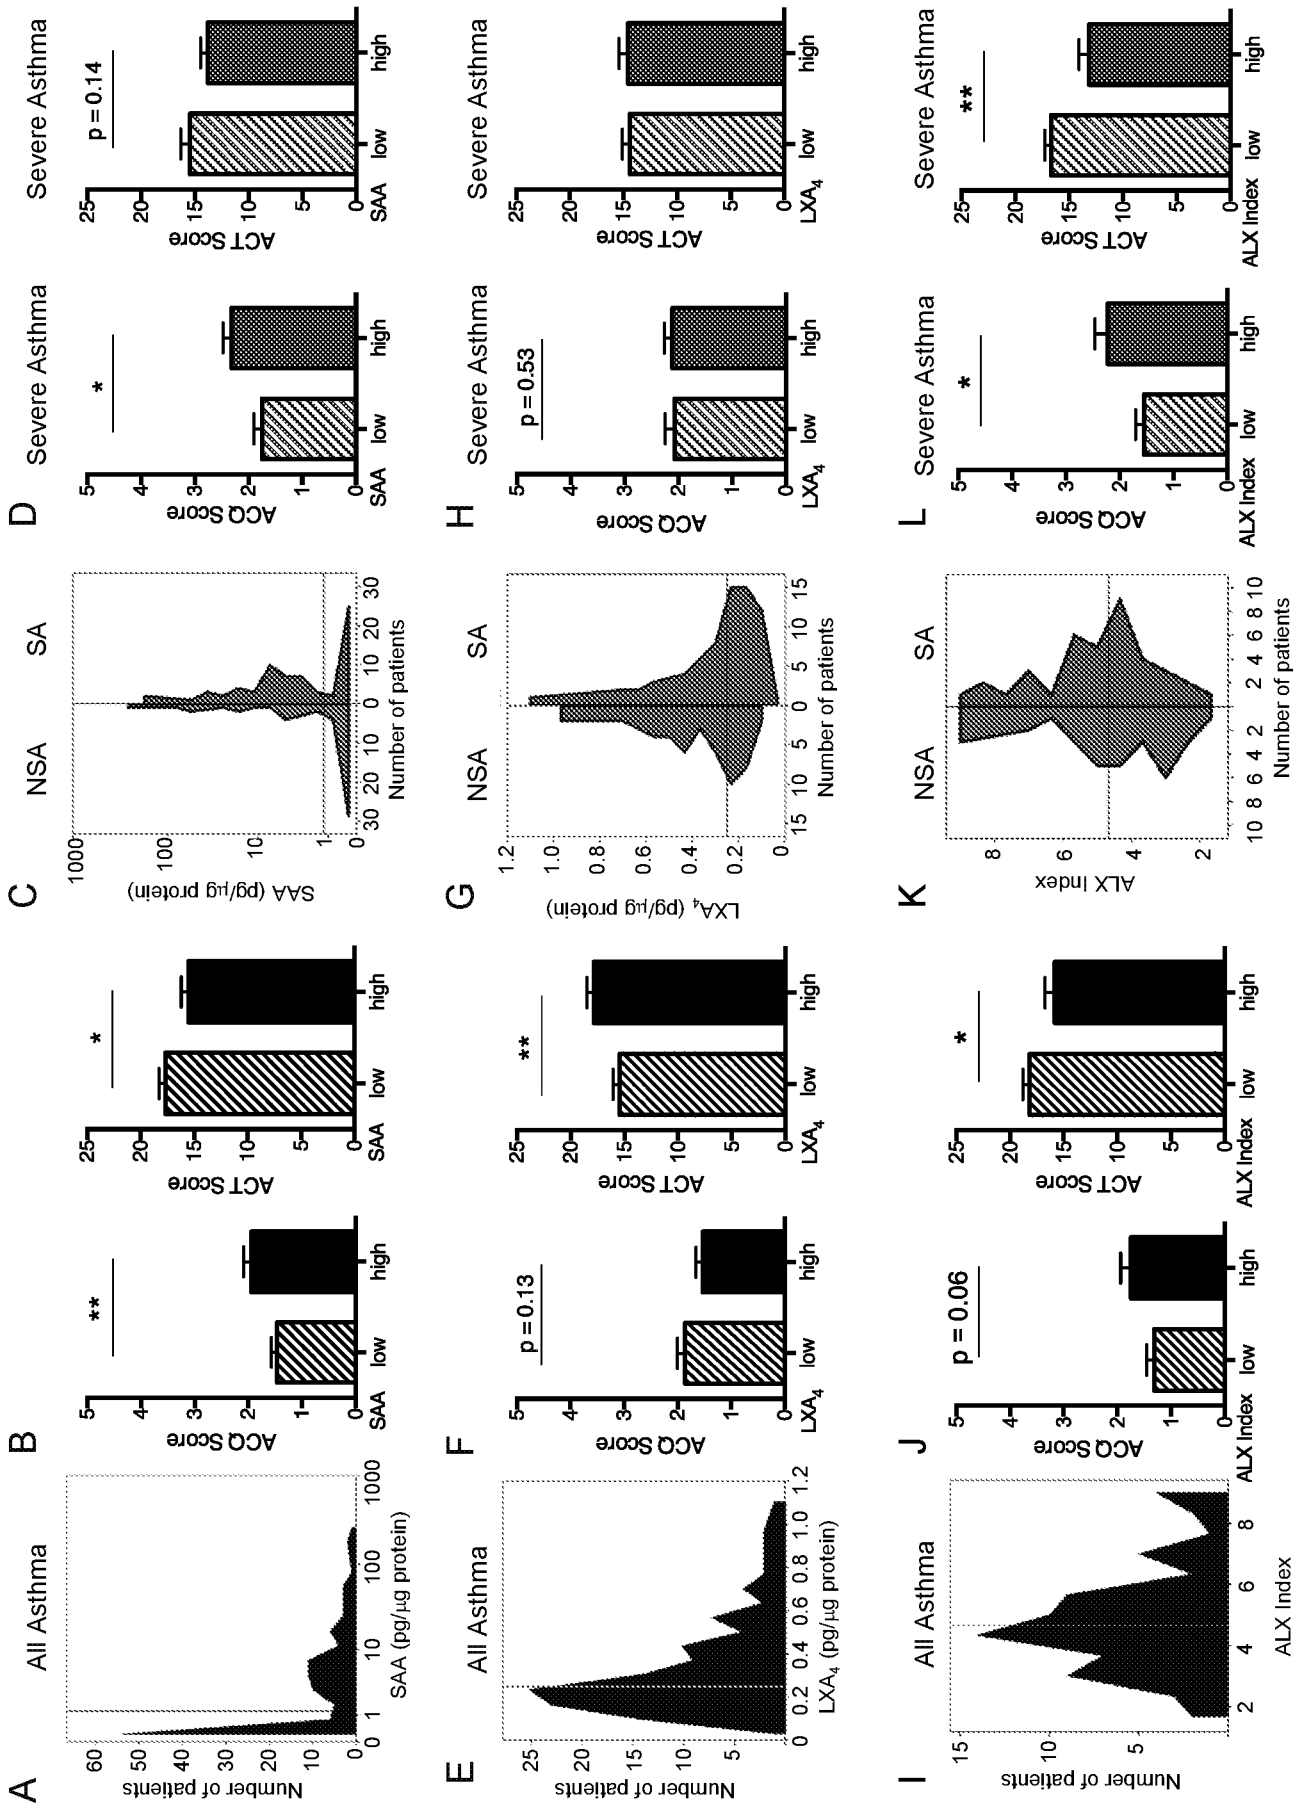 A
All Asthma
Number of patients
60
50
40
30
20
10
0
0 1 10 100 1000
SAA (pg/μg protein)
B
**
ACQ Score
5
4
3
2
1
0
SAA low high
*
ACT Score
25
20
15
10
5
0
SAA low high
C
NSA SA
SAA (pg/μg protein)
1000
100
10
1
0
30 20 10 0 10 20 30
Number of patients
D
Severe Asthma
*
ACQ Score
5
4
3
2
1
0
SAA low high
Severe Asthma
p = 0.14
ACT Score
25
20
15
10
5
0
SAA low high
E
All Asthma
Number of patients
25
20
15
10
5
0 0.2 0.4 0.6 0.8 1.0 1.2
LXA4 (pg/μg protein)
F
p = 0.13
ACQ Score
5
4
3
2
1
0
LXA4 low high
**
ACT Score
25
20
15
10
5
0
LXA4 low high
G
NSA SA
LXA4 (pg/μg protein)
1.2
1.0
0.8
0.6
0.4
0.2
0
15 10 5 0 5 10 15
Number of patients
H
Severe Asthma
p = 0.53
ACQ Score
5
4
3
2
1
0
LXA4 low high
Severe Asthma
ACT Score
25
20
15
10
5
0
LXA4 low high
I
All Asthma
Number of patients
15
10
5
2 4 6 8
ALX Index
J
p = 0.06
ACQ Score
5
4
3
2
1
0
ALX Index low high
*
ACT Score
25
20
15
10
5
0
ALX Index low high
K
NSA SA
ALX Index
8
6
4
2
10 8 6 4 2 2 4 6 8 10
Number of patients
L
Severe Asthma
*
ACQ Score
5
4
3
2
1
0
ALX Index low high
Severe Asthma
**
ACT Score
25
20
15
10
5
0
ALX Index low high